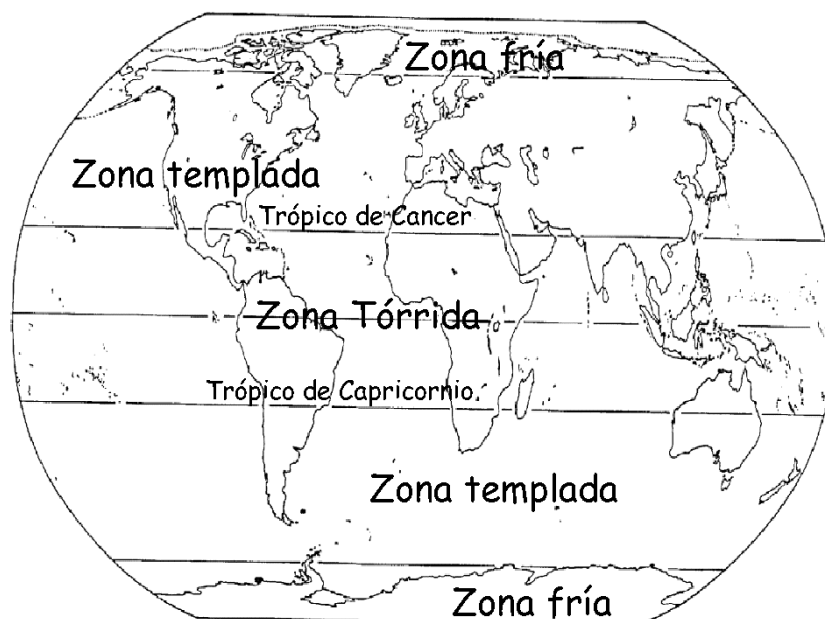 Zona fría
Zona templada
Trópico de Cancer
Zona Tórrida
Trópico de Capricornio
Zona templada
Zona fría